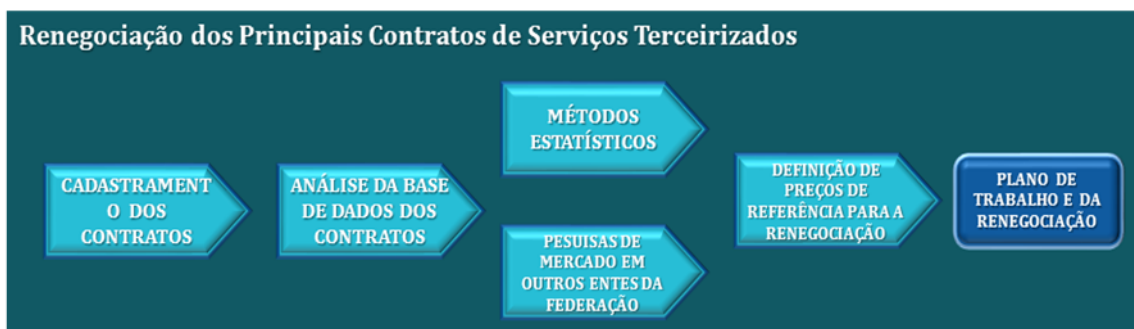 Renegociação dos Principais Contratos de Serviços Terceirizados
CADASTRAMENT
O DOS
CONTRATOS
ANÁLISE DA BASE
DE DADOS DOS
CONTRATOS
MÉTODOS
ESTATÍSTICOS
PESUISAS DE
MERCADO EM
OUTROS ENTES DA
FEDERAÇÃO
DEFINIÇÃO DE
PREÇOS DE
REFERÊNCIA PARA A
RENEGOCIAÇÃO
PLANO DE
TRABALHO E DA
RENEGOCIAÇÃO